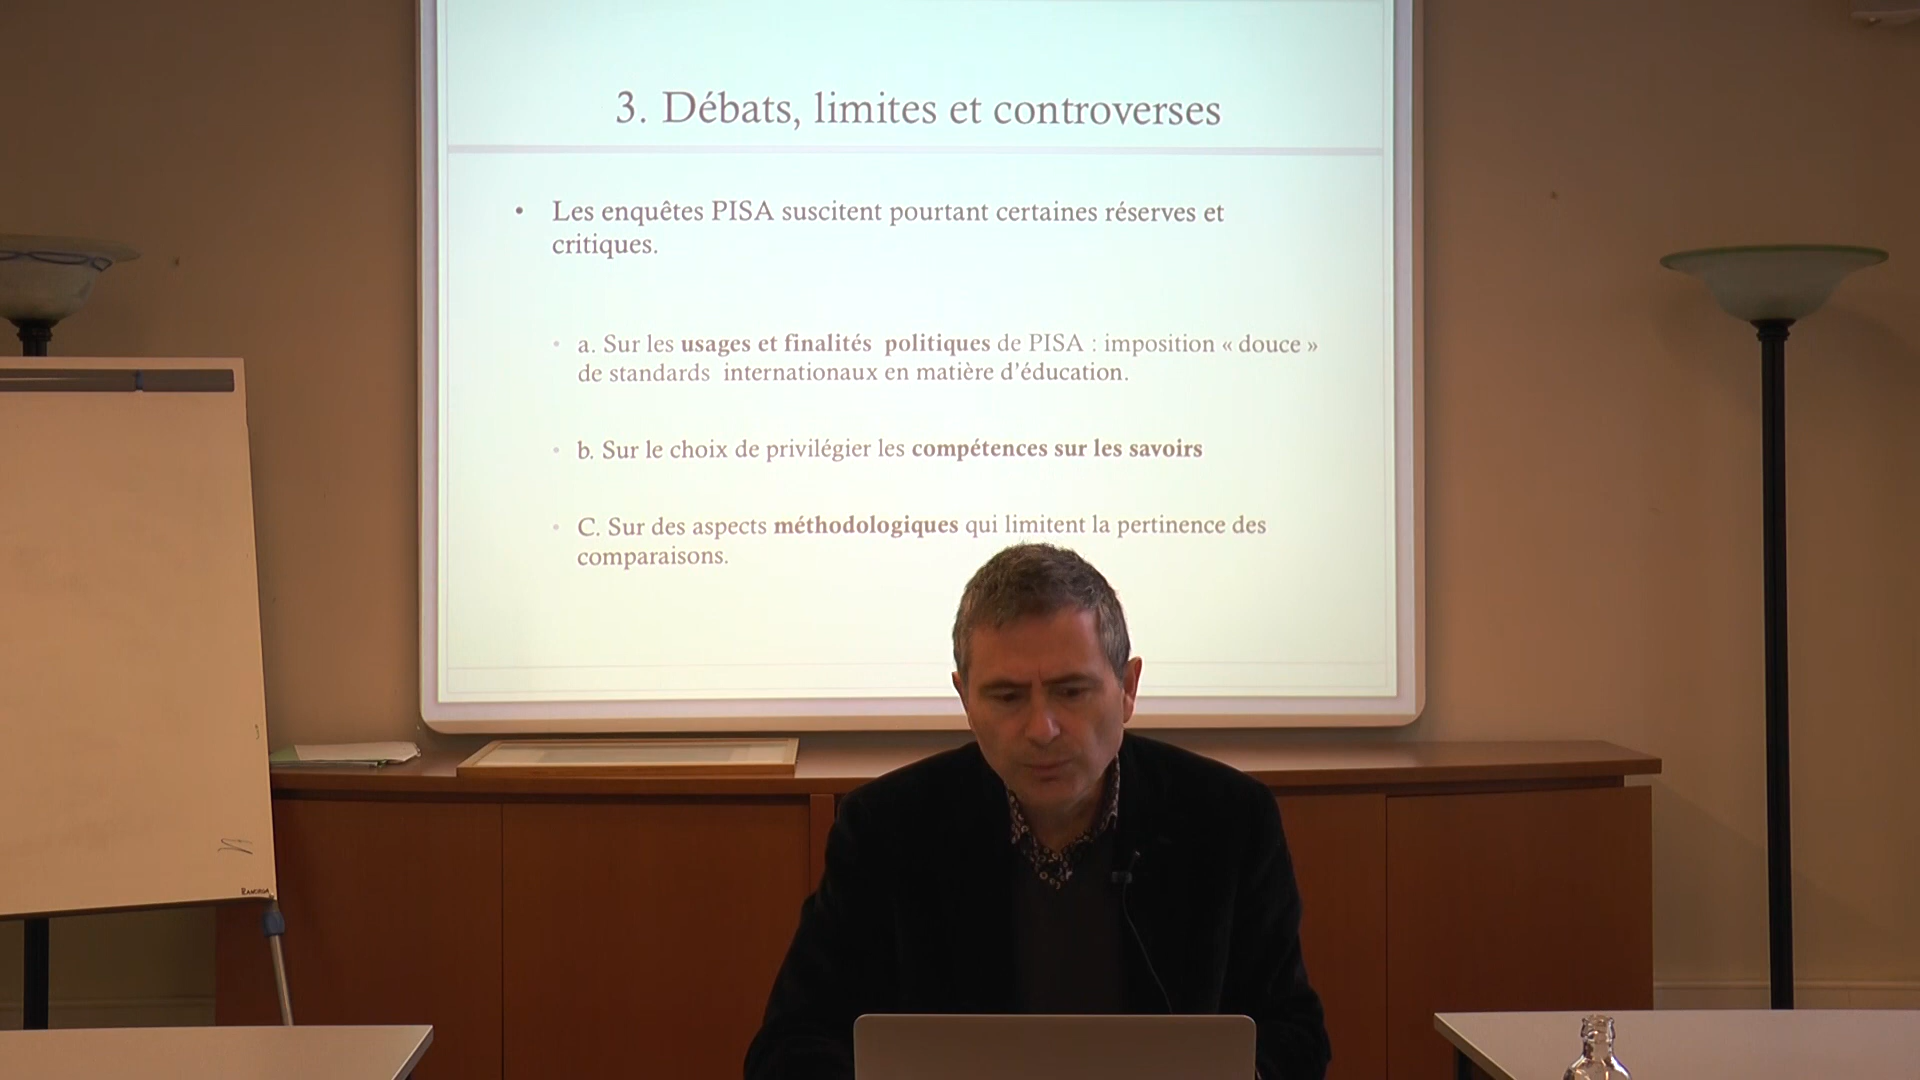 3. Débats, limites et controverses
• Les enquêtes PISA suscitent pourtant certaines réserves et
critiques.
• a. Sur les usages et finalités politiques de PISA : imposition « douce »
de standards internationaux en matière d'éducation.
• b. Sur le choix de privilégier les compétences sur les savoirs
• C. Sur des aspects méthodologiques qui limitent la pertinence des
comparaisons.